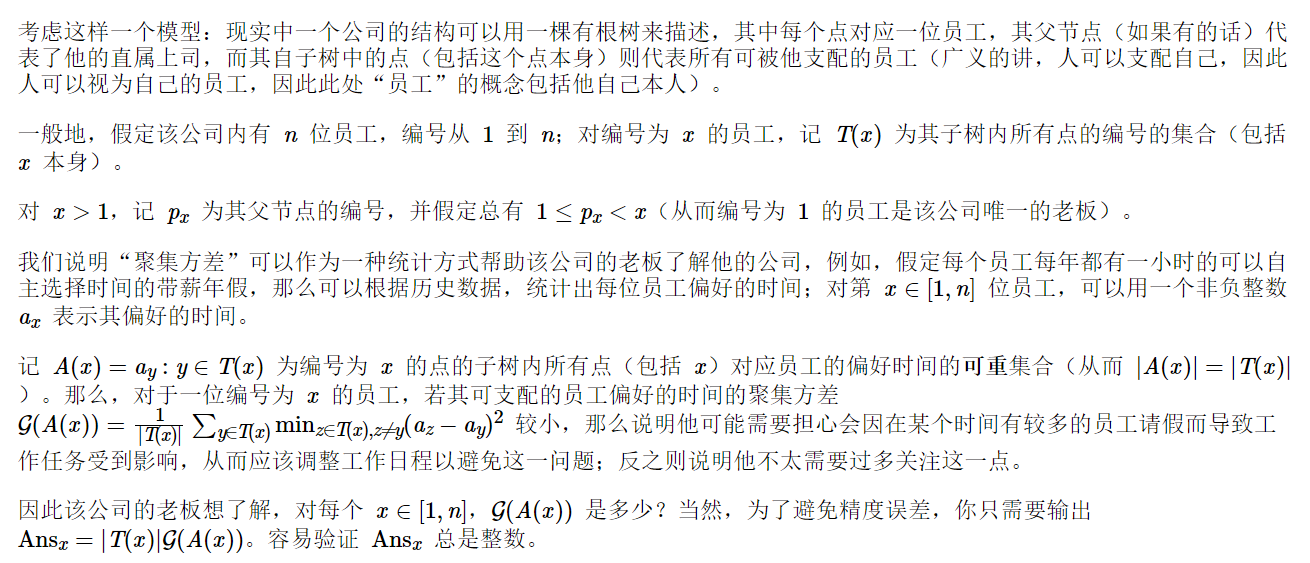 考虑这样一个模型：现实中一个公司的结构可以用一棵有根树来描述，其中每个点对应一位员工，其父节点（如果有的话）代
表了他的直属上司，而其自子树中的点（包括这个点本身）则代表所有可被他支配的员工（广义的讲，人可以支配自己，因此
人可以视为自己的员工，因此此处“员工”的概念包括他自己本人）。
一般地，假定该公司内有 n 位员工，编号从 1 到 n；对编号为 x 的员工，记 T(x) 为其子树内所有点的编号的集合（包括
x 本身）。
对 x > 1，记 p_x 为其父节点的编号，并假定总有 1 ≤ p_x < x（从而编号为 1 的员工是该公司唯一的老板）。
我们说明“聚集方差”可以作为一种统计方式帮助该公司的老板了解他的公司，例如，假定每个员工每年都有一小时的可以自
主选择时间的带薪年假，那么可以根据历史数据，统计出每位员工偏好的时间；对第 x ∈ [1, n] 位员工，可以用一个非负整数
a_x 表示其偏好的时间。
记 A(x) = a_y : y ∈ T(x) 为编号为 x 的点的子树内所有点（包括 x）对应员工的偏好时间的可重集合（从而 |A(x)| = |T(x)|
）。那么，对于一位编号为 x 的员工，若其可支配的员工偏好的时间的聚集方差
𝒢(A(x)) = \frac{1}{|T(x)|} ∑_{y∈T(x)} min_{z∈T(x),z≠y}(a_z − a_y)^2 较小，那么说明他可能需要担心会因在某个时间有较多的员工请假而导致工
作任务受到影响，从而应该调整工作日程以避免这一问题；反之则说明他不太需要过多关注这一点。
因此该公司的老板想了解，对每个 x ∈ [1, n]，𝒢(A(x)) 是多少？当然，为了避免精度误差，你只需要输出
Ans_x = |T(x)|𝒢(A(x))。容易验证 Ans_x 总是整数。